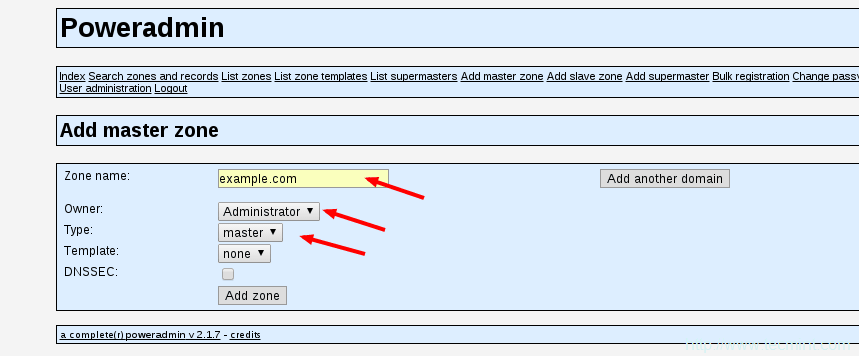 Poweradmin
Index Search zones and records List zones List zone templates List supermasters Add master zone Add slave zone Add supermaster Bulk registration Change passw
User administration Logout
Add master zone
Zone name: example.com Add another domain
Owner: Administrator
Type: master
Template: none
DNSSEC:
Add zone
a complete(r) poweradmin v 2.1.7 - credits